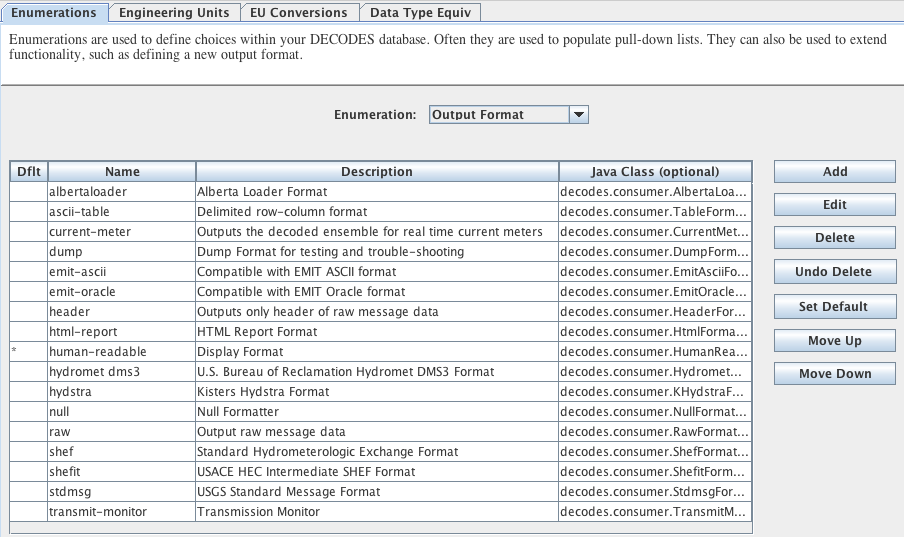 Enumerations Engineering Units EU Conversions Data Type Equiv
Enumerations are used to define choices within your DECODES database. Often they are used to populate pull-down lists. They can also be used to extend
functionality, such as defining a new output format.
Enumeration: Output Format
Dflt Name Description Java Class (optional)
albertaloader Alberta Loader Format decodes.consumer.AlbertaLoa...
ascii-table Delimited row-column format decodes.consumer.TableForm...
current-meter Outputs the decoded ensemble for real time current meters decodes.consumer.CurrentMet...
dump Dump Format for testing and trouble-shooting decodes.consumer.DumpForm...
emit-ascii Compatible with EMIT ASCII format decodes.consumer.EmitAsciiFo...
emit-oracle Compatible with EMIT Oracle format decodes.consumer.EmitOracle...
header Outputs only header of raw message data decodes.consumer.HeaderFor...
html-report HTML Report Format decodes.consumer.HtmlForma...
* human-readable Display Format decodes.consumer.HumanRea...
hydromet dms3 U.S. Bureau of Reclamation Hydromet DMS3 Format decodes.consumer.Hydromet...
hydstra Kisters Hydstra Format decodes.consumer.KHydstraF...
null Null Formatter decodes.consumer.NullFormat...
raw Output raw message data decodes.consumer.RawFormat...
shef Standard Hydrometerologic Exchange Format decodes.consumer.ShefFormat...
shefit USACE HEC Intermediate SHEF Format decodes.consumer.ShefitForm...
stdmsg USGS Standard Message Format decodes.consumer.StdmsgFor...
transmit-monitor Transmission Monitor decodes.consumer.TransmitM...
Add
Edit
Delete
Undo Delete
Set Default
Move Up
Move Down